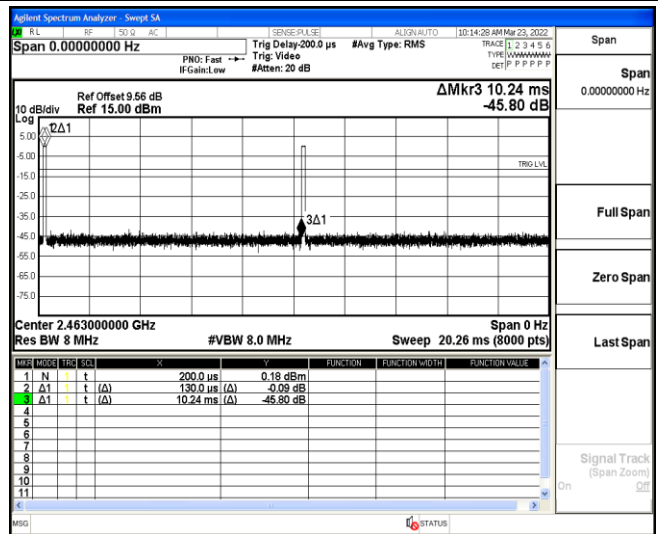 Agilent Spectrum Analyzer - Swept SA
RL RF 50 Ω AC SENSE:PULSE ALIGN AUTO 10:14:28 AM Mar 23, 2022
Span 0.00000000 Hz
PNO: Fast
IFGain:Low
Trig Delay-200.0 µs
Trig: Video
#Atten: 20 dB
#Avg Type: RMS
TRACE 1 2 3 4 5 6
TYPE WWWWWW
DET P P P P P P
Ref Offset 9.56 dB
Ref 15.00 dBm
10 dB/div
Log
ΔMkr3 10.24 ms
-45.80 dB
5.00
-5.00
-15.0
-25.0
-35.0
-45.0
-55.0
-65.0
-75.0
2Δ1
TRIG LVL
3Δ1
Center 2.463000000 GHz
Res BW 8 MHz
#VBW 8.0 MHz
Span 0 Hz
Sweep 20.26 ms (8000 pts)
MKR MODE TRC SCL X Y FUNCTION FUNCTION WIDTH FUNCTION VALUE
1 N 1 t 200.0 µs 0.18 dBm
2 Δ1 1 t (Δ) 130.0 µs (Δ) -0.09 dB
3 Δ1 1 t (Δ) 10.24 ms (Δ) -45.80 dB
4
5
6
7
8
9
10
11
MSG
STATUS
Span
Span
0.00000000 Hz
Full Span
Zero Span
Last Span
Signal Track
(Span Zoom)
On Off